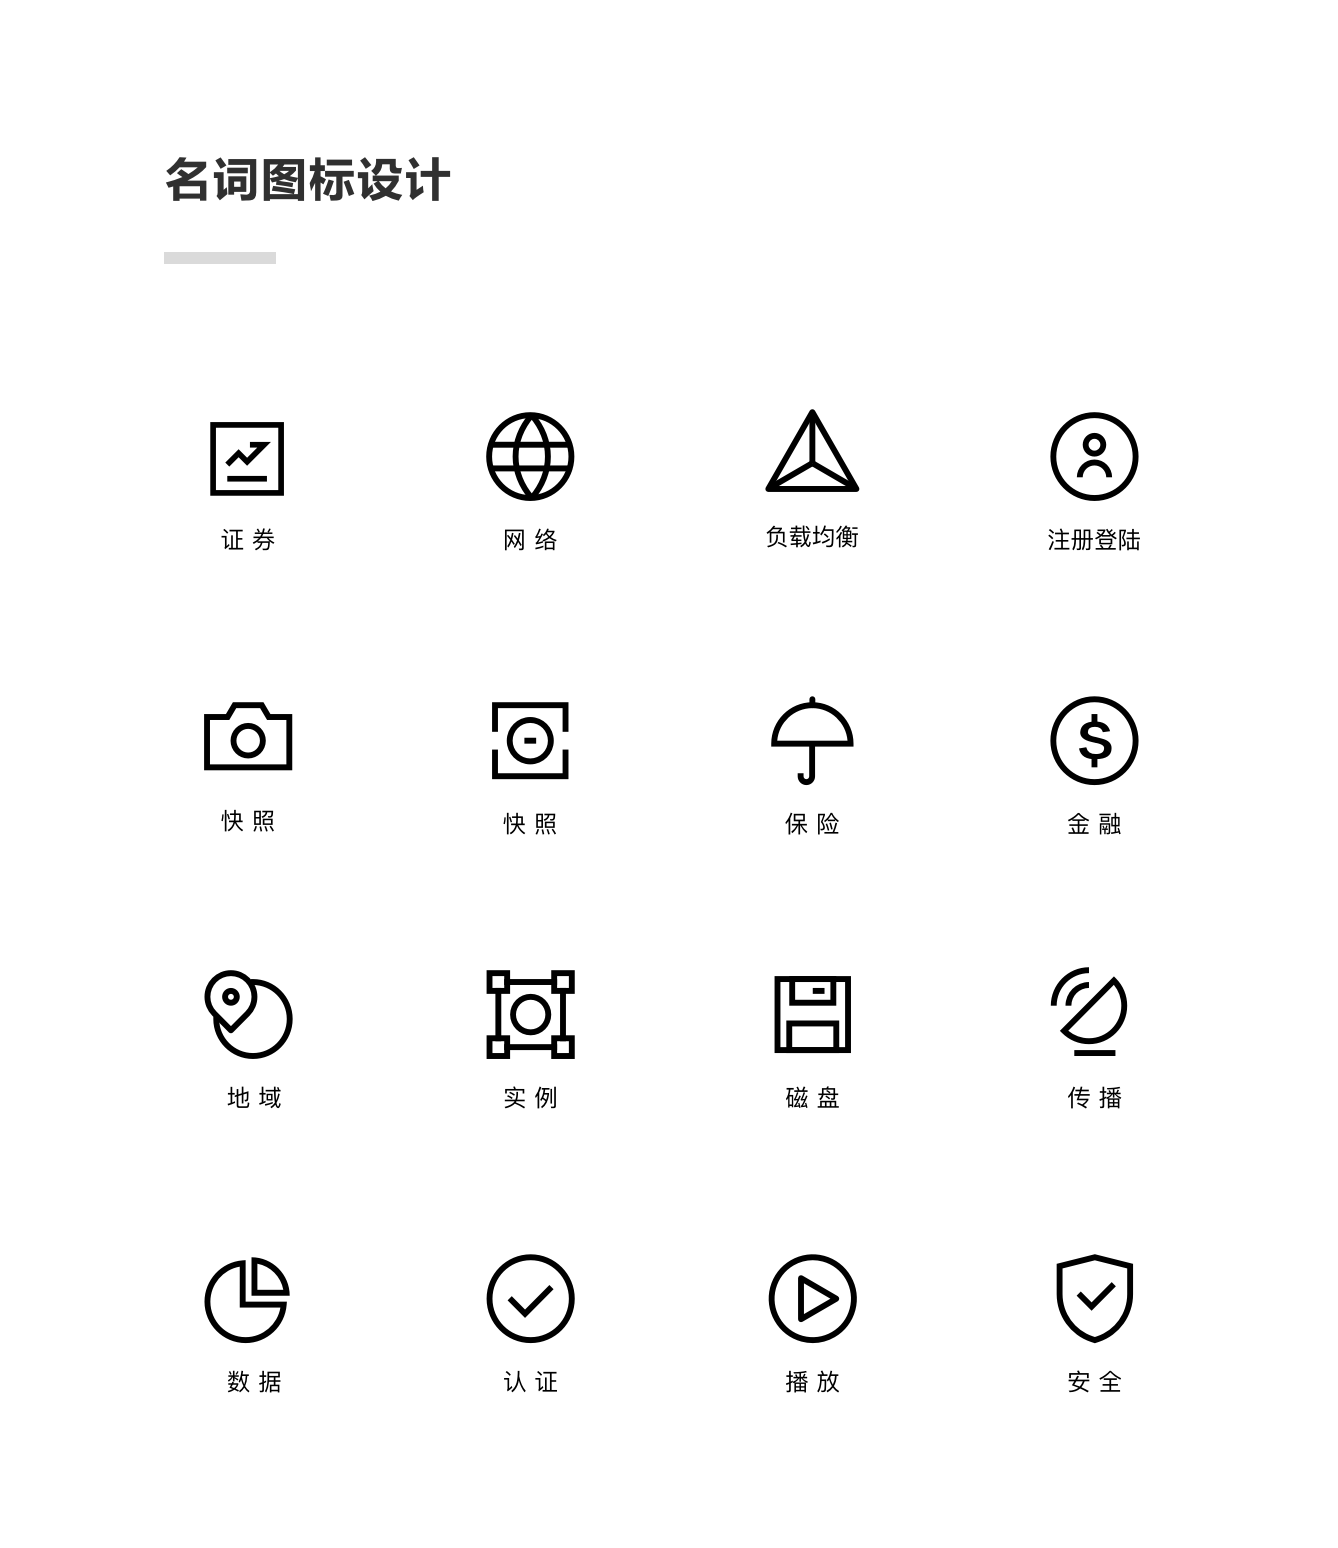 名词图标设计
证 券
网 络
负载均衡
注册登陆
快 照
快 照
保 险
金 融
地 域
实 例
磁 盘
传 播
数 据
认 证
播 放
安 全